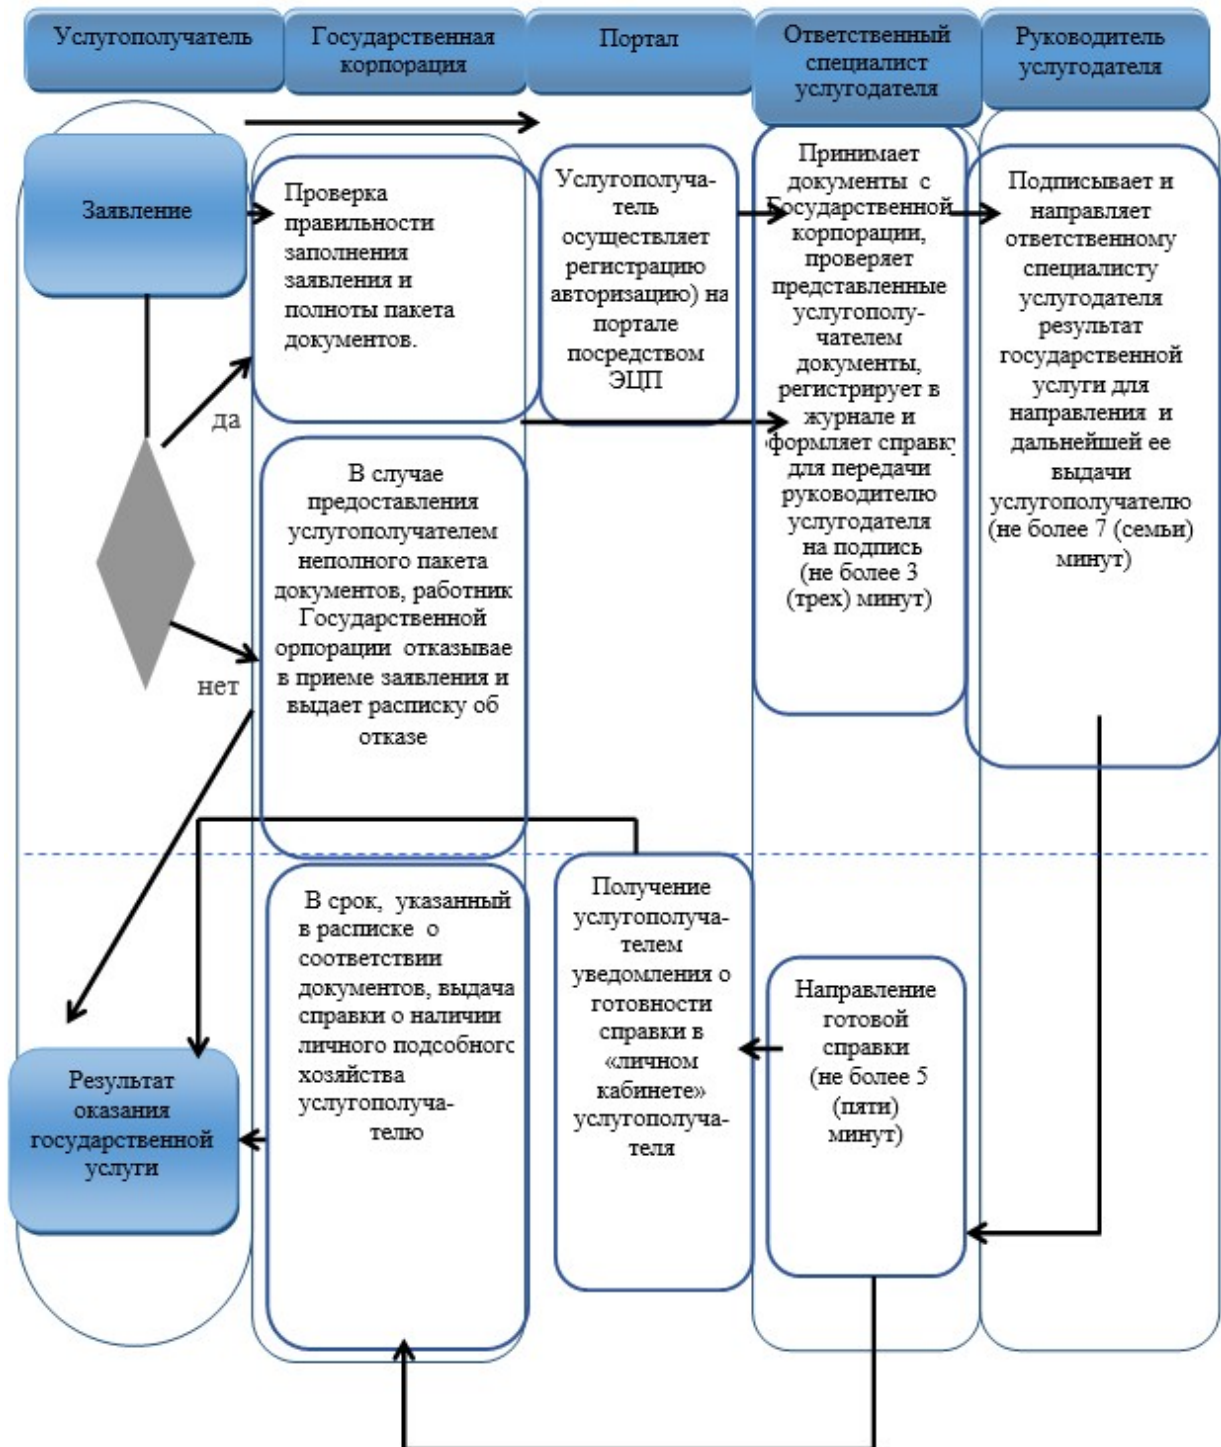 Услугополучатель
Государственная
корпорация
Портал
Ответственный
специалист
услугодателя
Руководитель
услугодателя
Заявление
Проверка
правильности
заполнения
заявления и
полноты пакета
документов.
Услугополуча-
тель
осуществляет
регистрацию
авторизацию) на
портале
посредством
ЭЦП
Принимает
документы с
Государственной
корпорации,
проверяет
представленные
услугополу-
чателем
документы,
регистрирует в
журнале и
оформляет справку
для передачи
руководителю
услугодателя
на подпись
(не более 3
(трех) минут)
Подписывает и
направляет
ответственному
специалисту
услугодателя
результат
государственной
услуги для
направления и
дальнейшей ее
выдачи
услугополучателю
(не более 7 (семьи)
минут)
да
нет
В случае
предоставления
услугополучателем
неполного пакета
документов, работник
Государственной
орпорации отказывае
в приеме заявления и
выдает расписку об
отказе
В срок, указанный
в расписке о
соответствии
документов, выдача
справки о наличии
личного подсобного
хозяйства
услугополуча-
телю
Получение
услугополуча-
телем
уведомления о
готовности
справки в
«личном
кабинете»
услугополуча-
теля
Направление
готовой
справки
(не более 5
(пяти)
минут)
Результат
оказания
государственной
услуги